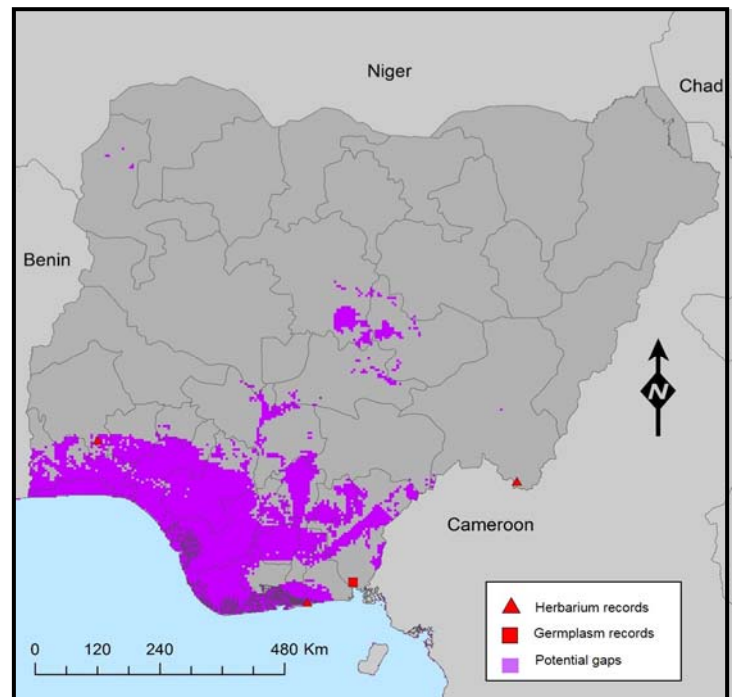 Niger
Chad
Benin
N
Cameroon
Herbarium records
Germplasm records
Potential gaps
0 120 240 480 Km